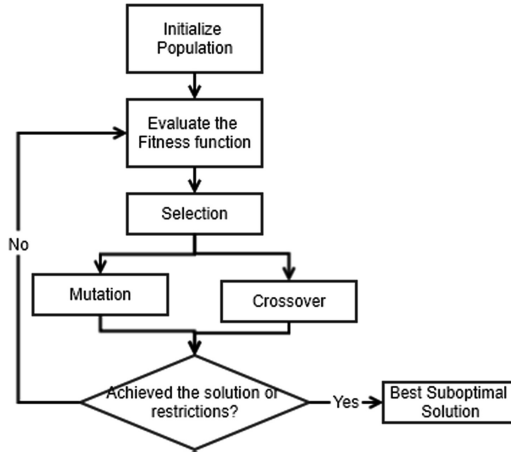 Initialize
Population
Evaluate the
Fitness function
Selection
No
Mutation
Crossover
Achieved the solution or
restrictions?
Yes
Best Suboptimal
Solution